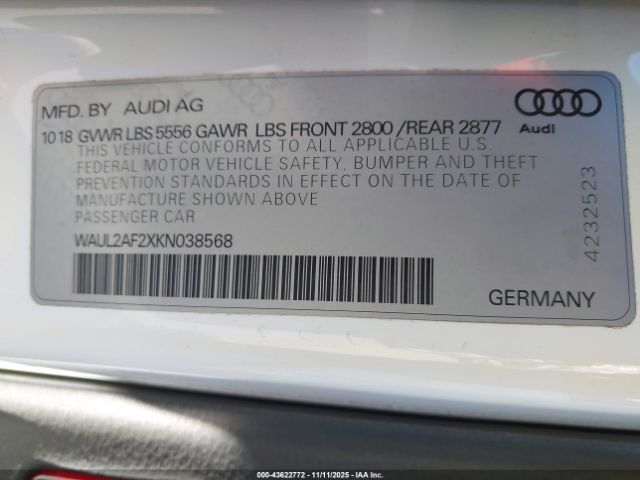 MFD. BY AUDI AG
10 18 GVWR LBS 5556 GAWR LBS FRONT 2800 /REAR 2877
THIS VEHICLE CONFORMS TO ALL APPLICABLE U.S.
FEDERAL MOTOR VEHICLE SAFETY, BUMPER AND THEFT
PREVENTION STANDARDS IN EFFECT ON THE DATE OF
MANUFACTURE SHOWN ABOVE
PASSENGER CAR
WAUL2AF2XKN038568
Audi
4232523
GERMANY
000-43622772 - 11/11/2025 - IAAI.com